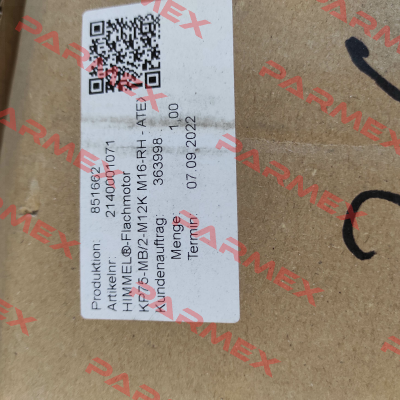 Produktion: 851662
Artikelnr: 2140001071
HIMMEL®-Flachmotor
KP75-MB/2-M12K M16-RH - ATEX
Kundenauftrag: 363998
Menge: 1,00
Termin: 07.09.2022
PARMEX